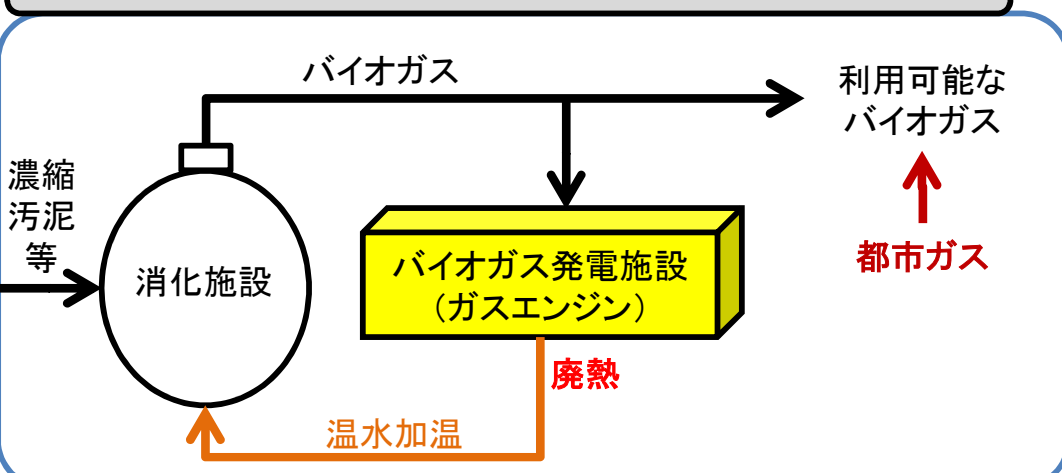 バイオガス
利用可能な
バイオガス
濃縮
汚泥
等
消化施設
バイオガス発電施設
（ガスエンジン）
都市ガス
廃熱
温水加温